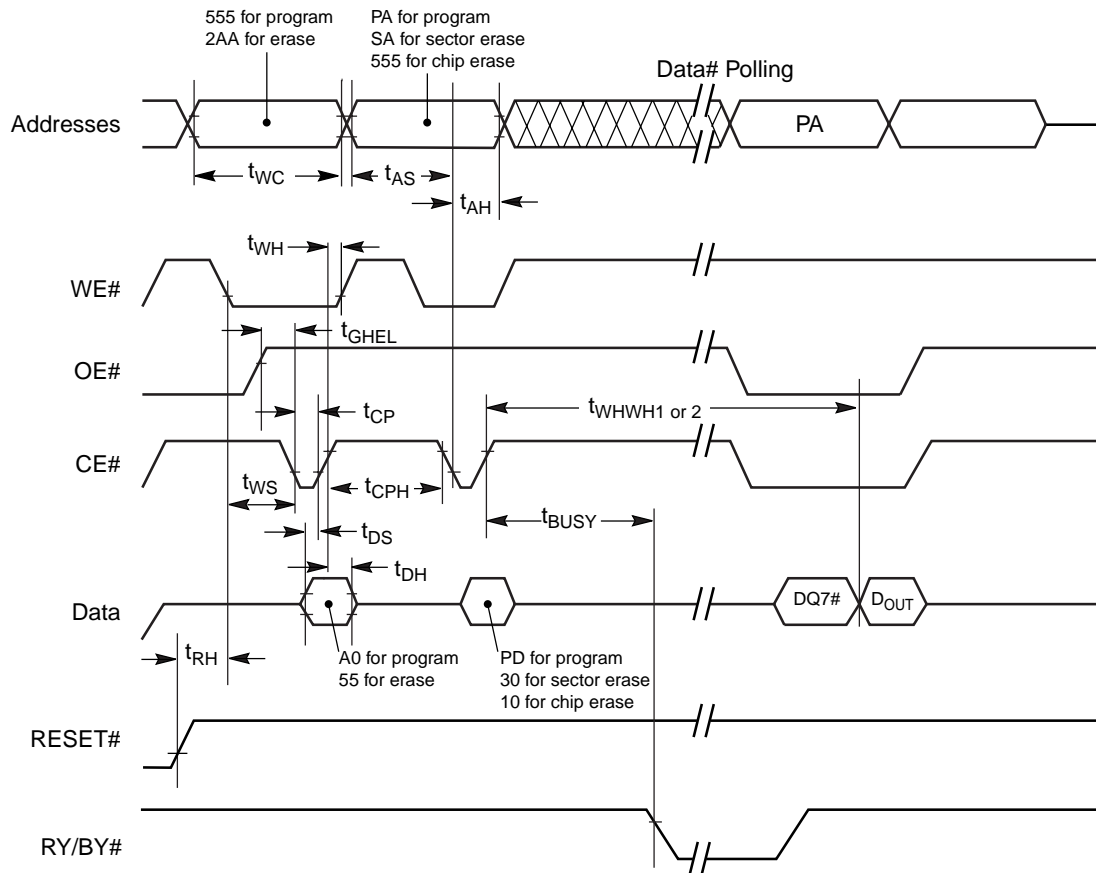 555 for program
2AA for erase
PA for program
SA for sector erase
555 for chip erase
Data# Polling
Addresses
PA
tWC
tAS
tAH
tWH
WE#
tGHEL
OE#
tWHWH1 or 2
tCP
CE#
tWS
tCPH
tBUSY
tDS
tDH
Data
DQ7#
DOUT
tRH
A0 for program
55 for erase
PD for program
30 for sector erase
10 for chip erase
RESET#
RY/BY#